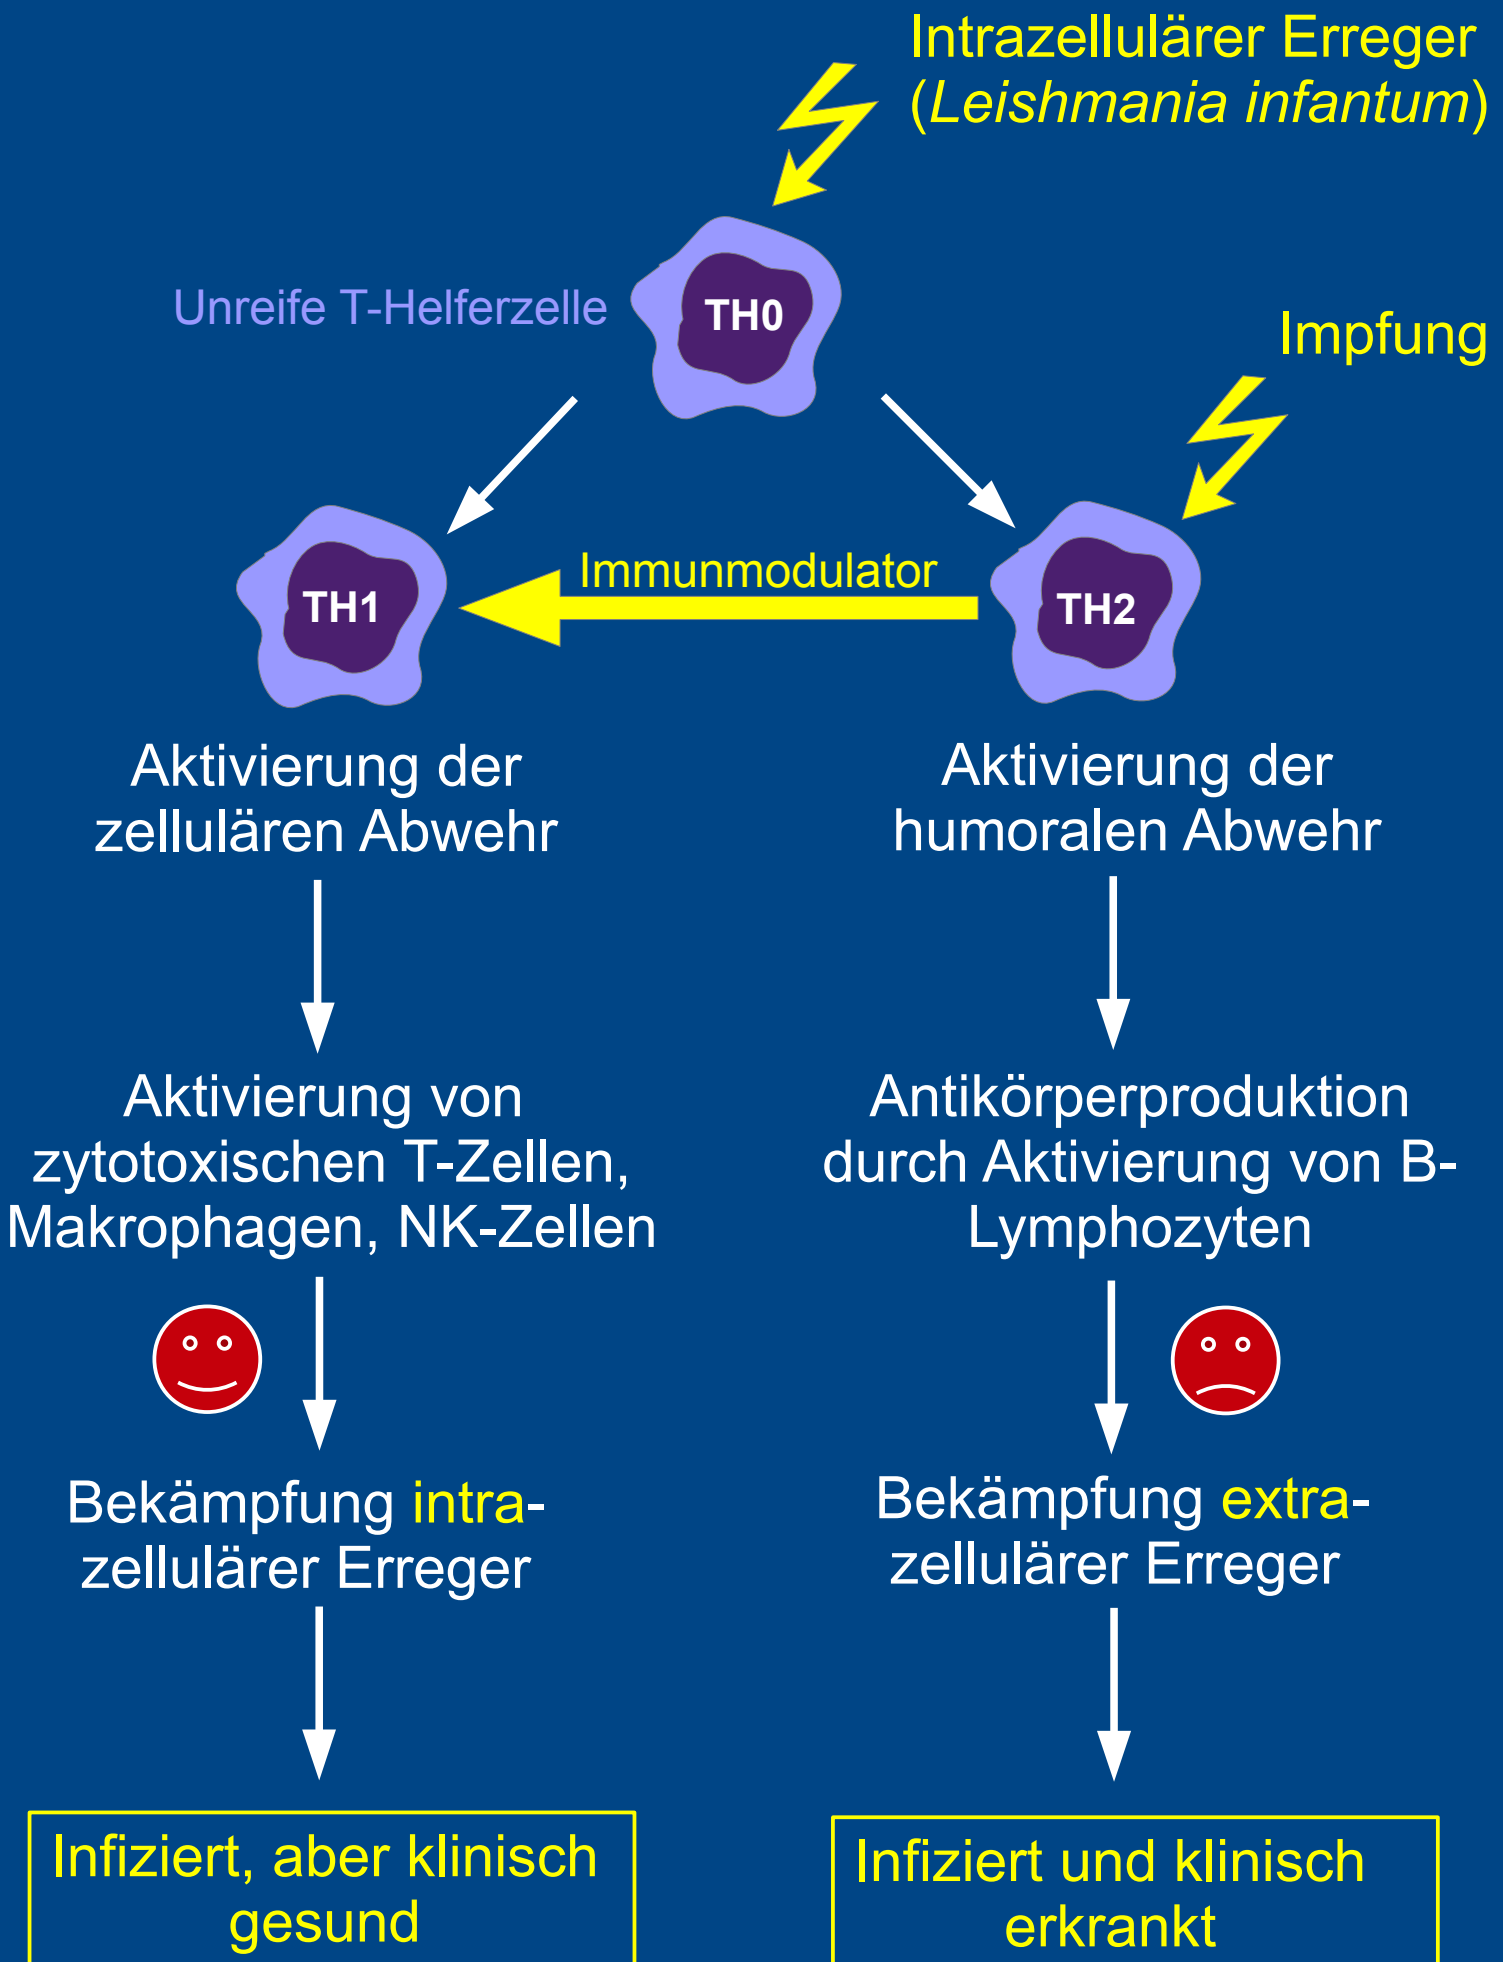 Intrazellulärer Erreger
(Leishmania infantum)
Unreife T-Helferzelle
TH0
Impfung
Immunmodulator
TH1
TH2
Aktivierung der
zellulären Abwehr
Aktivierung der
humoralen Abwehr
Aktivierung von
zytotoxischen T-Zellen,
Makrophagen, NK-Zellen
Antikörperproduktion
durch Aktivierung von B-
Lymphozyten
Bekämpfung intra-
zellulärer Erreger
Bekämpfung extra-
zellulärer Erreger
Infiziert, aber klinisch
gesund
Infiziert und klinisch
erkrankt